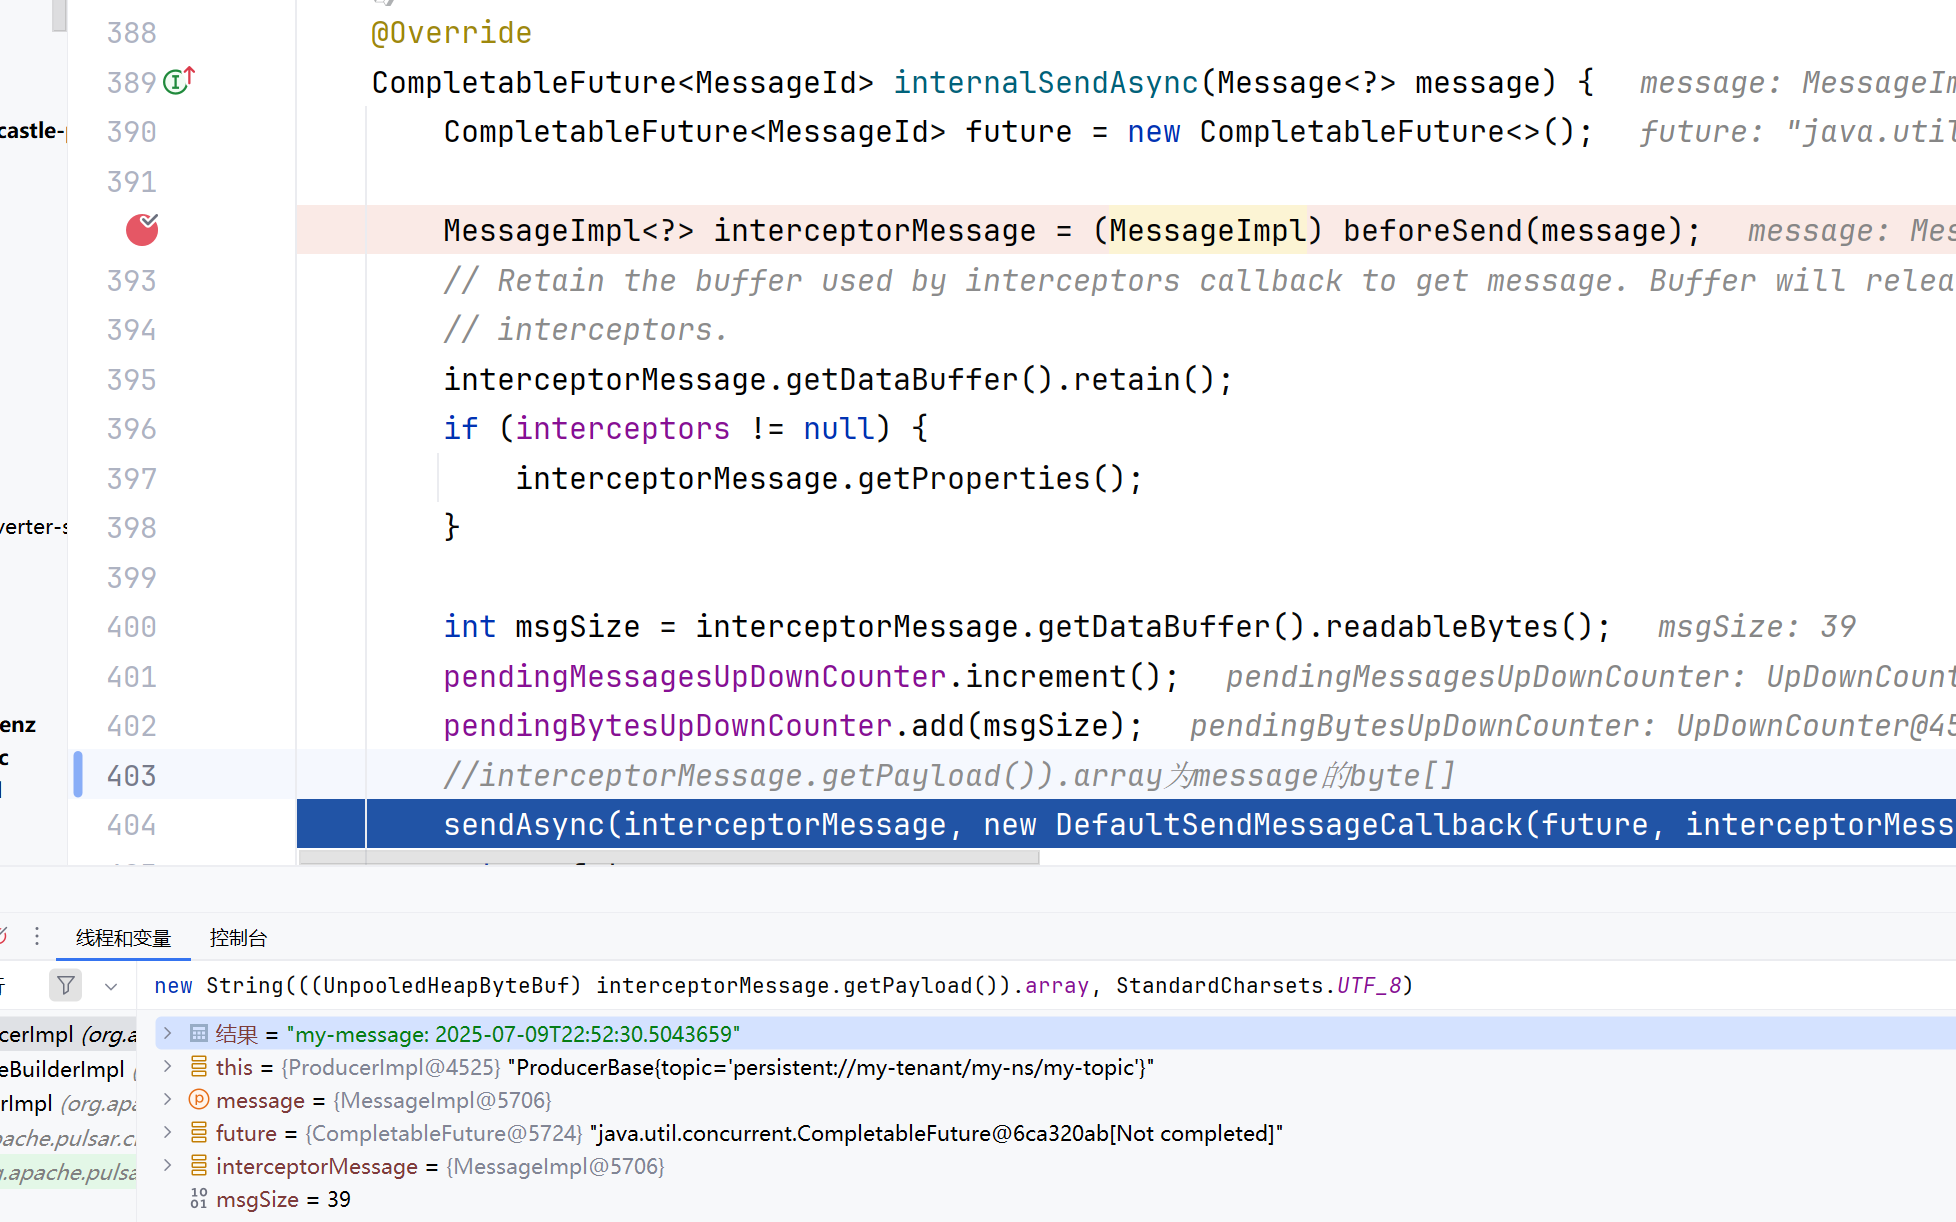 388 @Override
389 CompletableFuture<MessageId> internalSendAsync(Message<?> message) { message: MessageIm
castle-
390 CompletableFuture<MessageId> future = new CompletableFuture<>(); future: "java.util
391
MessageImpl<?> interceptorMessage = (MessageImpl) beforeSend(message); message: Mes
393 // Retain the buffer used by interceptors callback to get message. Buffer will relea
394 // interceptors.
395 interceptorMessage.getDataBuffer().retain();
396 if (interceptors != null) {
397 interceptorMessage.getProperties();
verter-s
398 }
399
400 int msgSize = interceptorMessage.getDataBuffer().readableBytes(); msgSize: 39
401 pendingMessagesUpDownCounter.increment(); pendingMessagesUpDownCounter: UpDownCount
enz
402 pendingBytesUpDownCounter.add(msgSize); pendingBytesUpDownCounter: UpDownCounter@45
c
403 //interceptorMessage.getPayload()).array为message的byte[]
404 sendAsync(interceptorMessage, new DefaultSendMessageCallback(future, interceptorMess
线程和变量 控制台
new String(((UnpooledHeapByteBuf) interceptorMessage.getPayload()).array, StandardCharsets.UTF_8)
cerImpl (org.a
结果 = "my-message: 2025-07-09T22:52:30.5043659"
eBuilderImpl (
this = {ProducerImpl@4525} "ProducerBase{topic='persistent://my-tenant/my-ns/my-topic'}"
rImpl (org.apa
message = {MessageImpl@5706}
pache.pulsar.cl
future = {CompletableFuture@5724} "java.util.concurrent.CompletableFuture@6ca320ab[Not completed]"
g.apache.pulsa
interceptorMessage = {MessageImpl@5706}
msgSize = 39